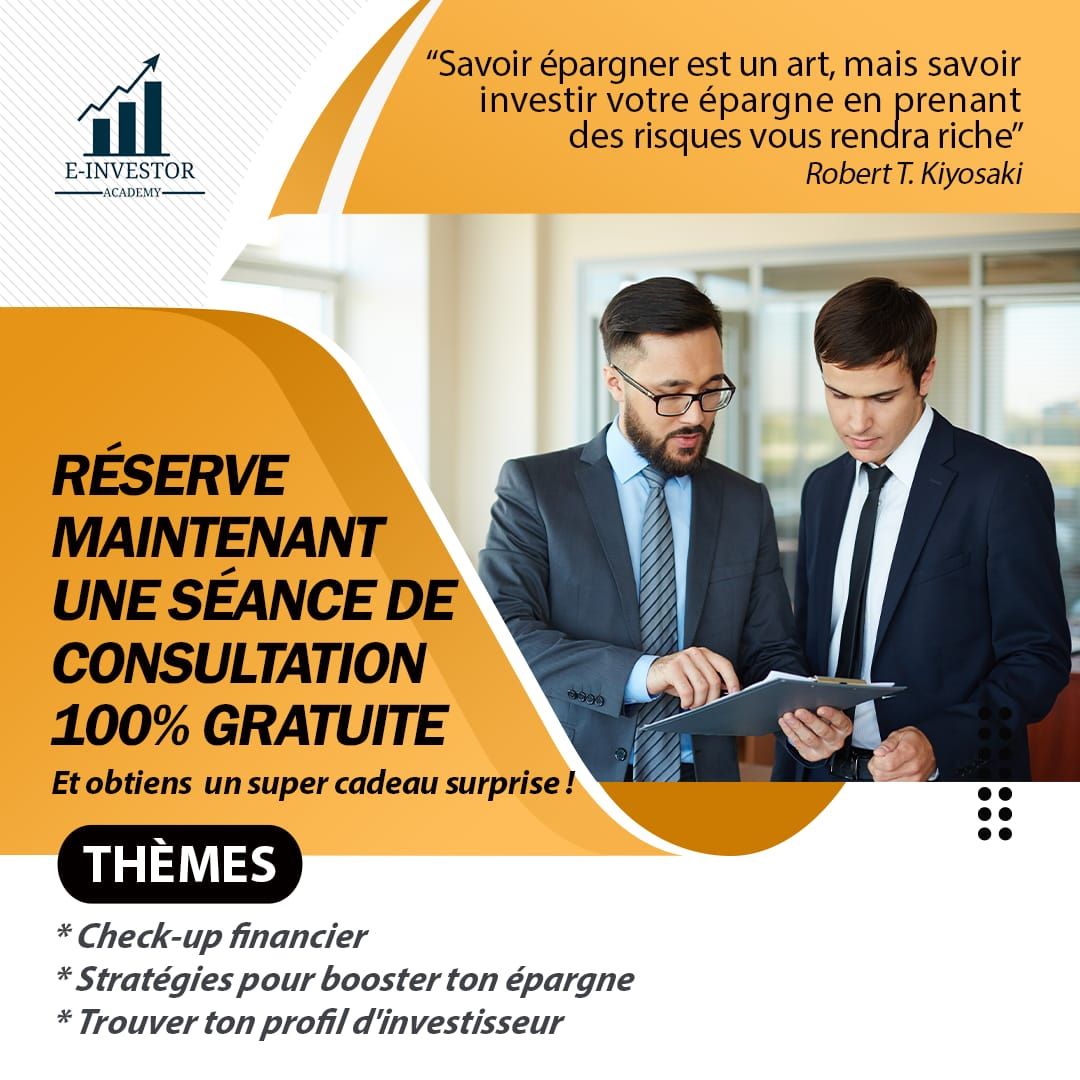 E-INVESTOR
ACADEMY
“Savoir épargner est un art, mais savoir
investir votre épargne en prenant
des risques vous rendra riche”
Robert T. Kiyosaki
RÉSERVE
MAINTENANT
UNE SÉANCE DE
CONSULTATION
100% GRATUITE
Et obtiens un super cadeau surprise !
THÈMES
* Check-up financier
* Stratégies pour booster ton épargne
* Trouver ton profil d'investisseur